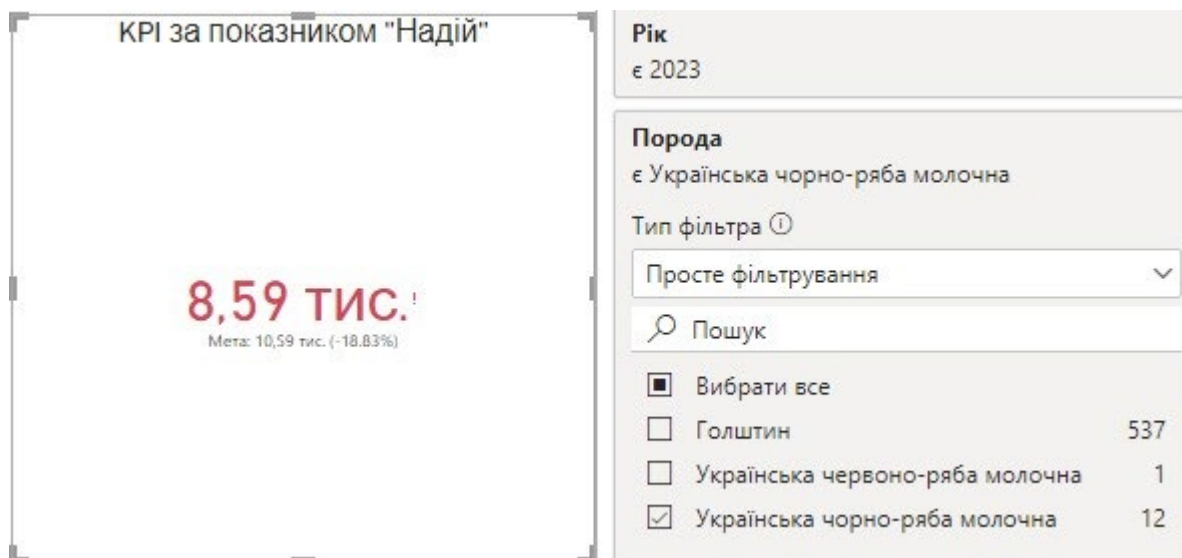 KPI за показником "Надій"
8,59 тис.!
Мета: 10,59 тис. (-18.83%)
Рік
є 2023
Порода
є Українська чорно-ряба молочна
Тип фільтра
Просте фільтрування
Пошук
Вибрати все
Голштин 537
Українська червоно-ряба молочна 1
Українська чорно-ряба молочна 12